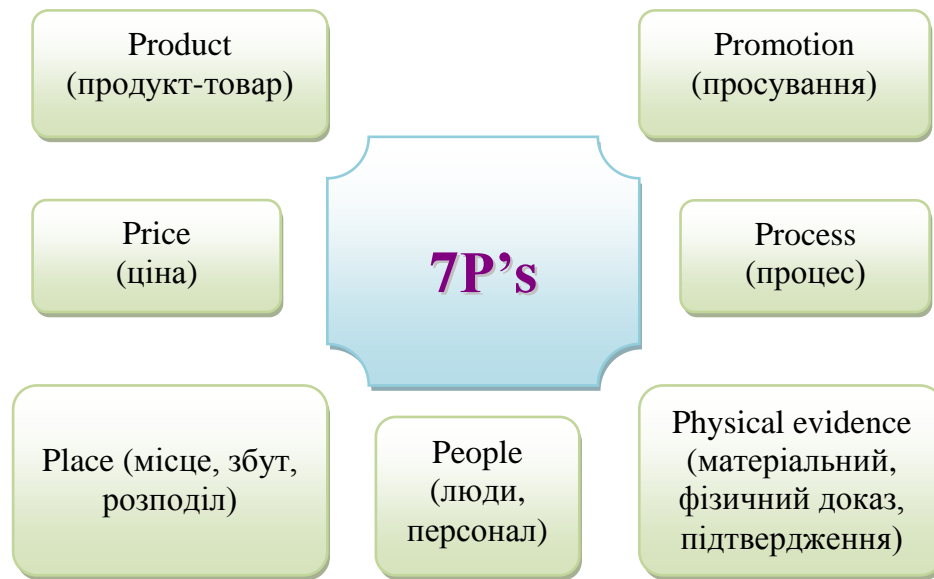 Product
(продукт-товар)
Promotion
(просування)
Price
(ціна)
7P’s
Process
(процес)
Place (місце, збут,
розподіл)
People
(люди,
персонал)
Physical evidence
(матеріальний,
фізичний доказ,
підтвердження)